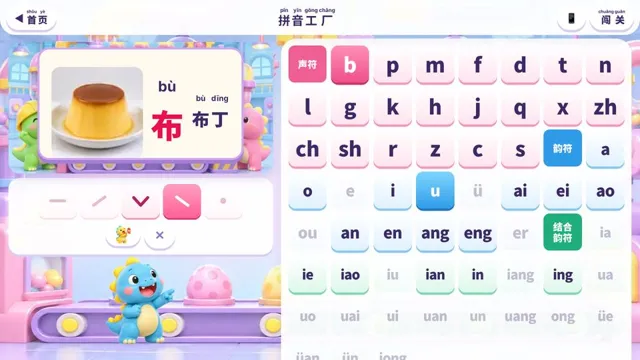 shǒu yè
首页
pīn yīn gōng chǎng
拼音工厂
chuǎng guān
闯关
bù
布
bù dīng
布丁
声符 b p m f d t n
l g k h j q x zh
ch sh r z c s 韵符 a
o e i u ü ai ei ao
ou an en ang eng er 结合韵符 ia
ie iao iu ian in iang ing ua
uo uai ui uan un uang ong üe
üan ün iong